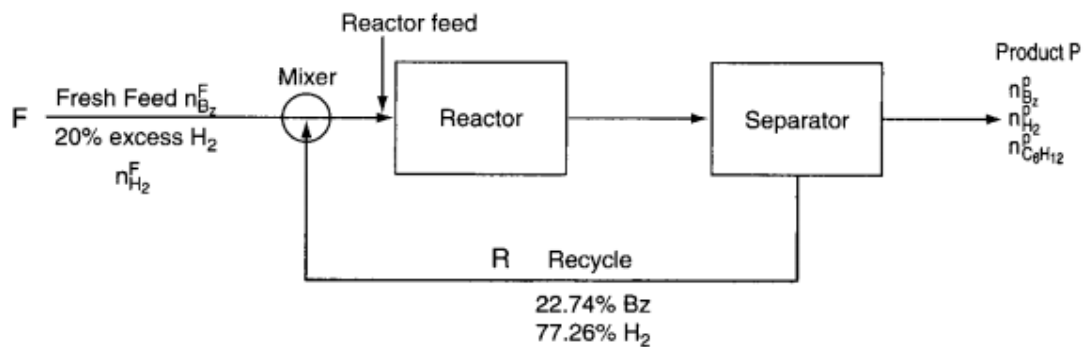 Reactor feed
Mixer
Product P
F
Fresh Feed n^F_Bz
20% excess H₂
n^F_H₂
Reactor
Separator
n^p_Bz
n^p_H₂
n^p_C₆H₁₂
R Recycle
22.74% Bz
77.26% H₂